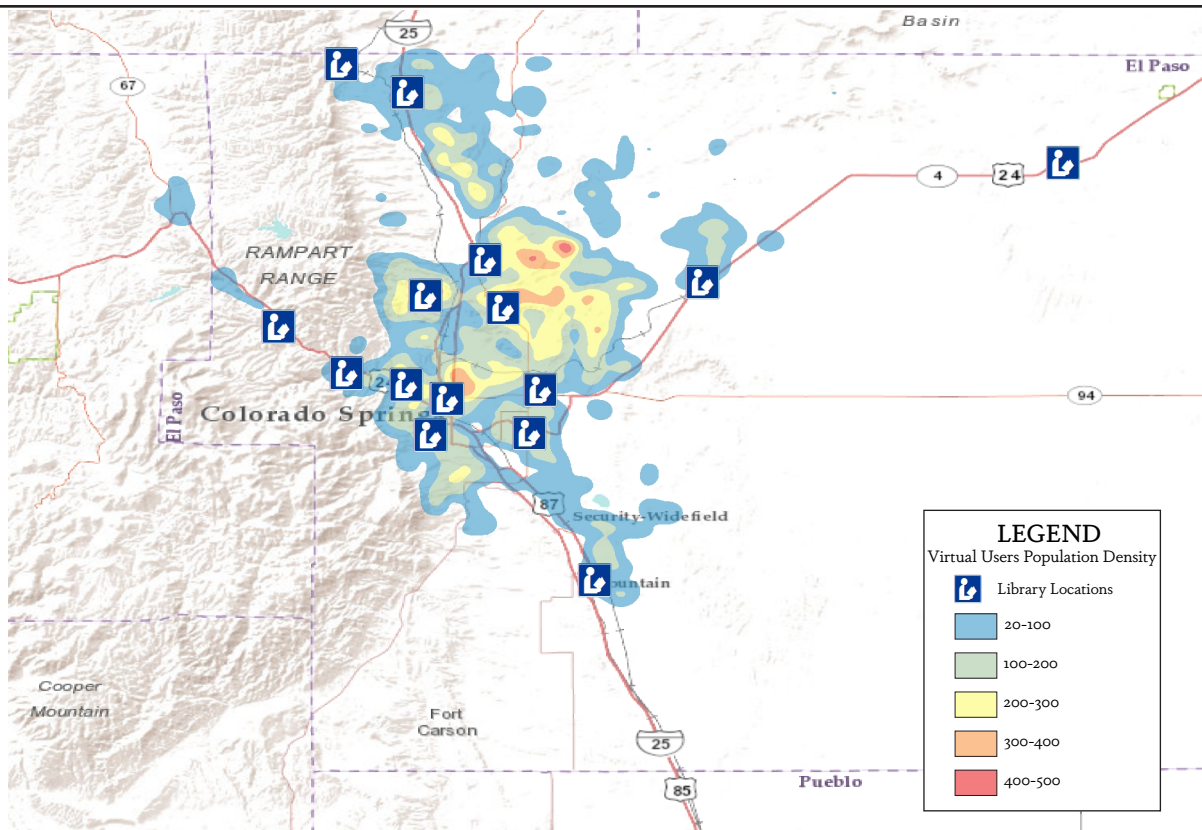 Basin
25
El Paso
67
4
24
RAMPART
RANGE
24
Colorado Spring
El Paso
94
87
Security-Widefield
ountain
LEGEND
Virtual Users Population Density
Library Locations
20-100
100-200
200-300
300-400
400-500
Cooper
Mountain
Fort
Carson
25
Pueblo
85